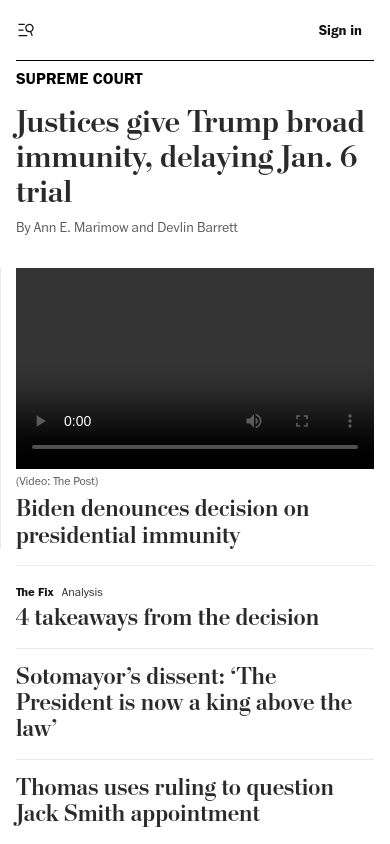 Sign in
SUPREME COURT
Justices give Trump broad
immunity, delaying Jan. 6
trial
By Ann E. Marimow and Devlin Barrett
0:00
(Video: The Post)
Biden denounces decision on
presidential immunity
The Fix Analysis
4 takeaways from the decision
Sotomayor’s dissent: ‘The
President is now a king above the
law’
Thomas uses ruling to question
Jack Smith appointment